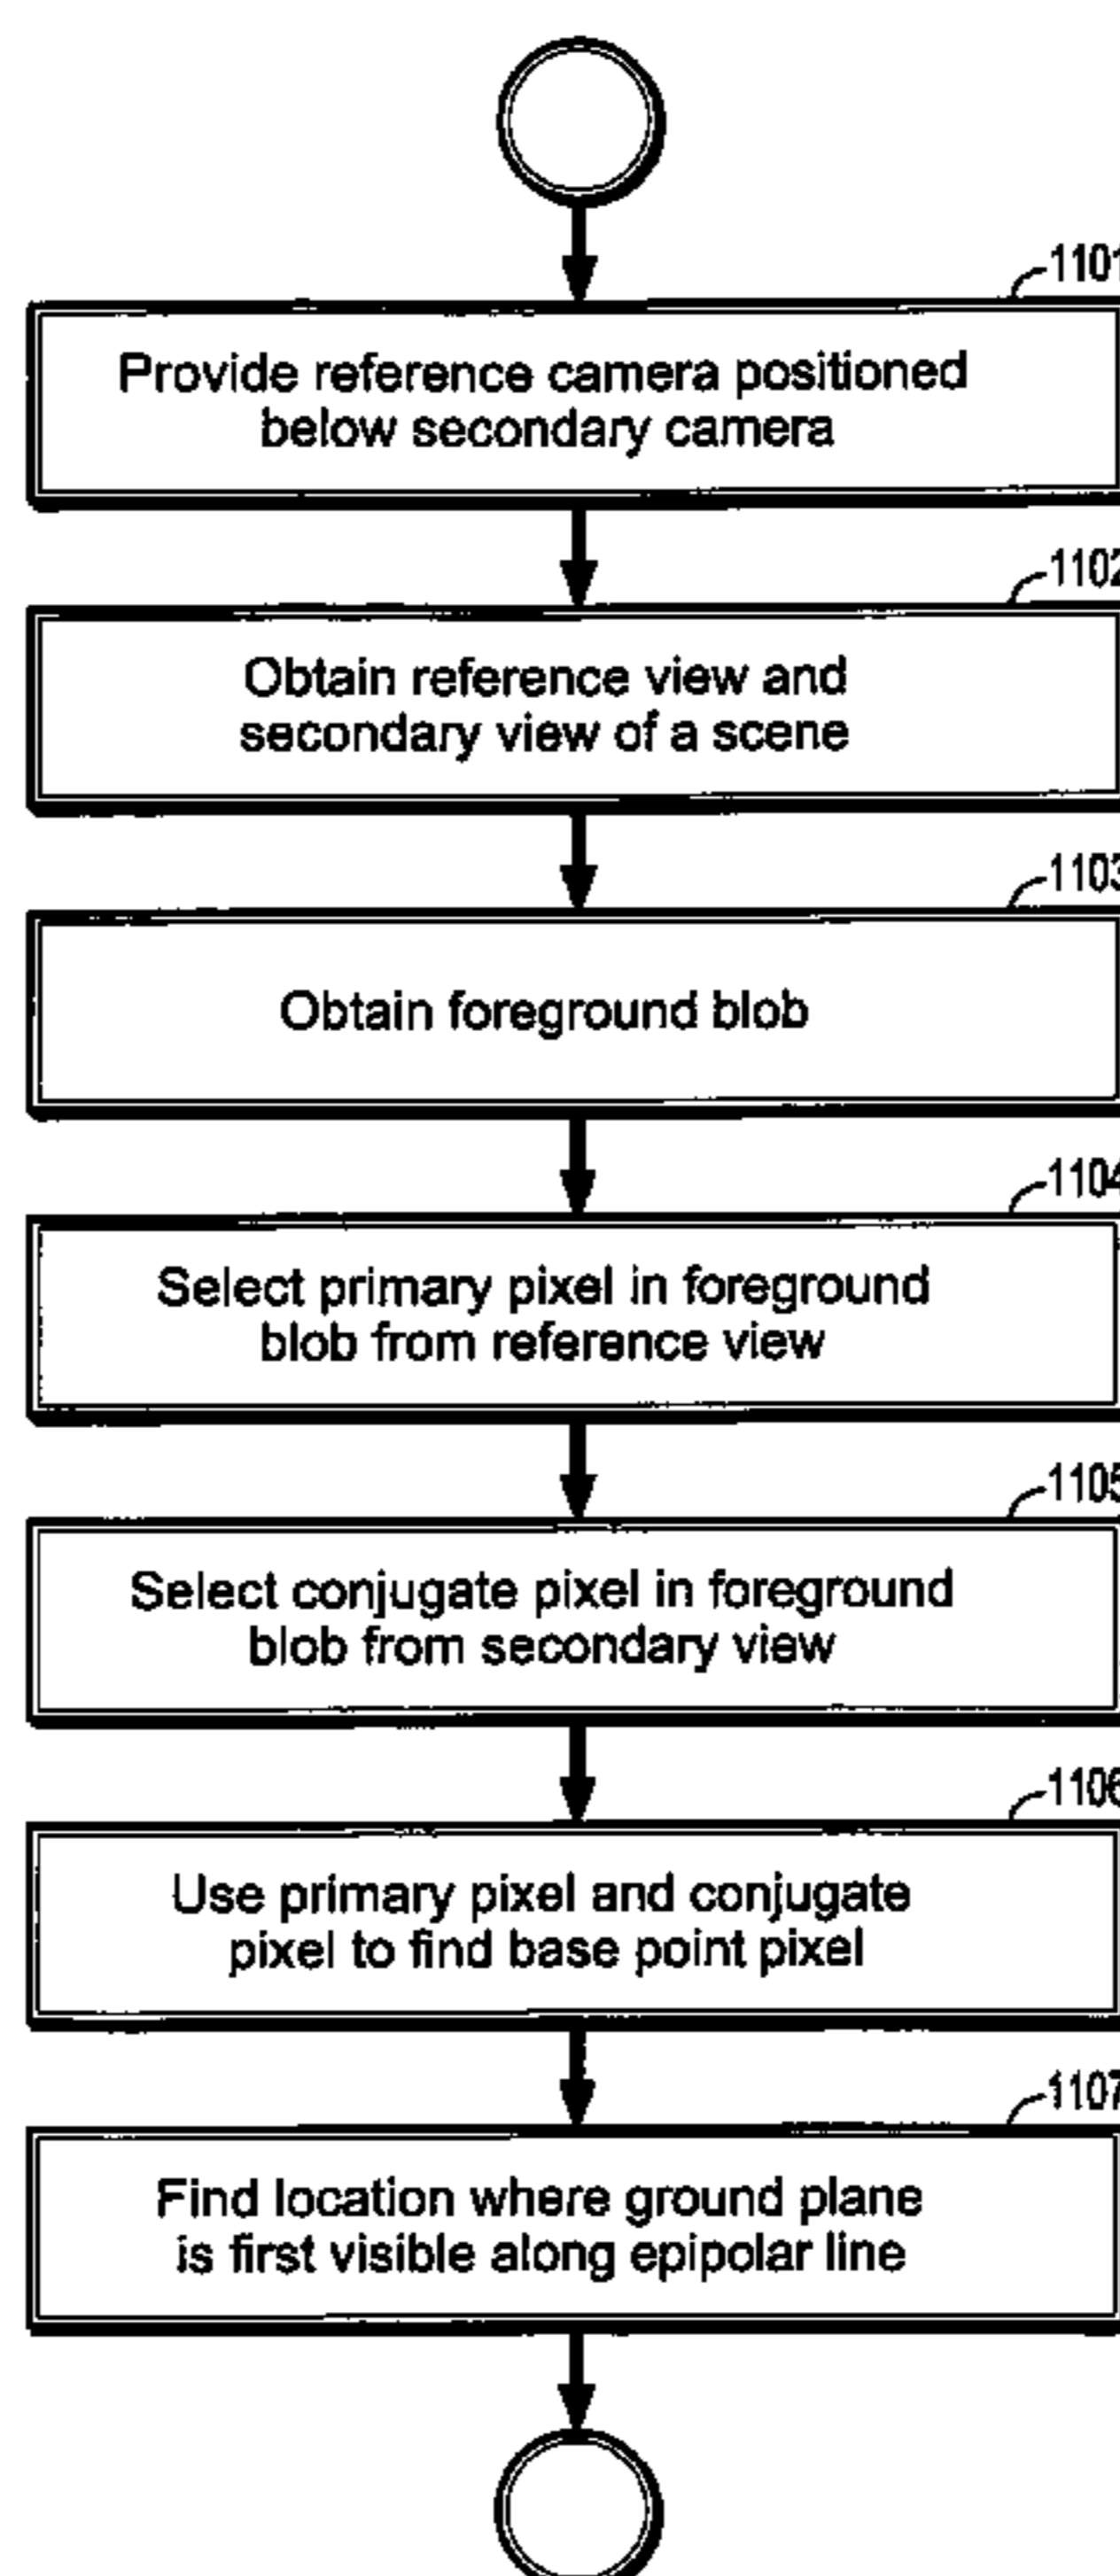 1101
Provide reference camera positioned
below secondary camera
1102
Obtain reference view and
secondary view of a scene
1103
Obtain foreground blob
1104
Select primary pixel in foreground
blob from reference view
1105
Select conjugate pixel in foreground
blob from secondary view
1106
Use primary pixel and conjugate
pixel to find base point pixel
1107
Find location where ground plane
is first visible along epipolar line